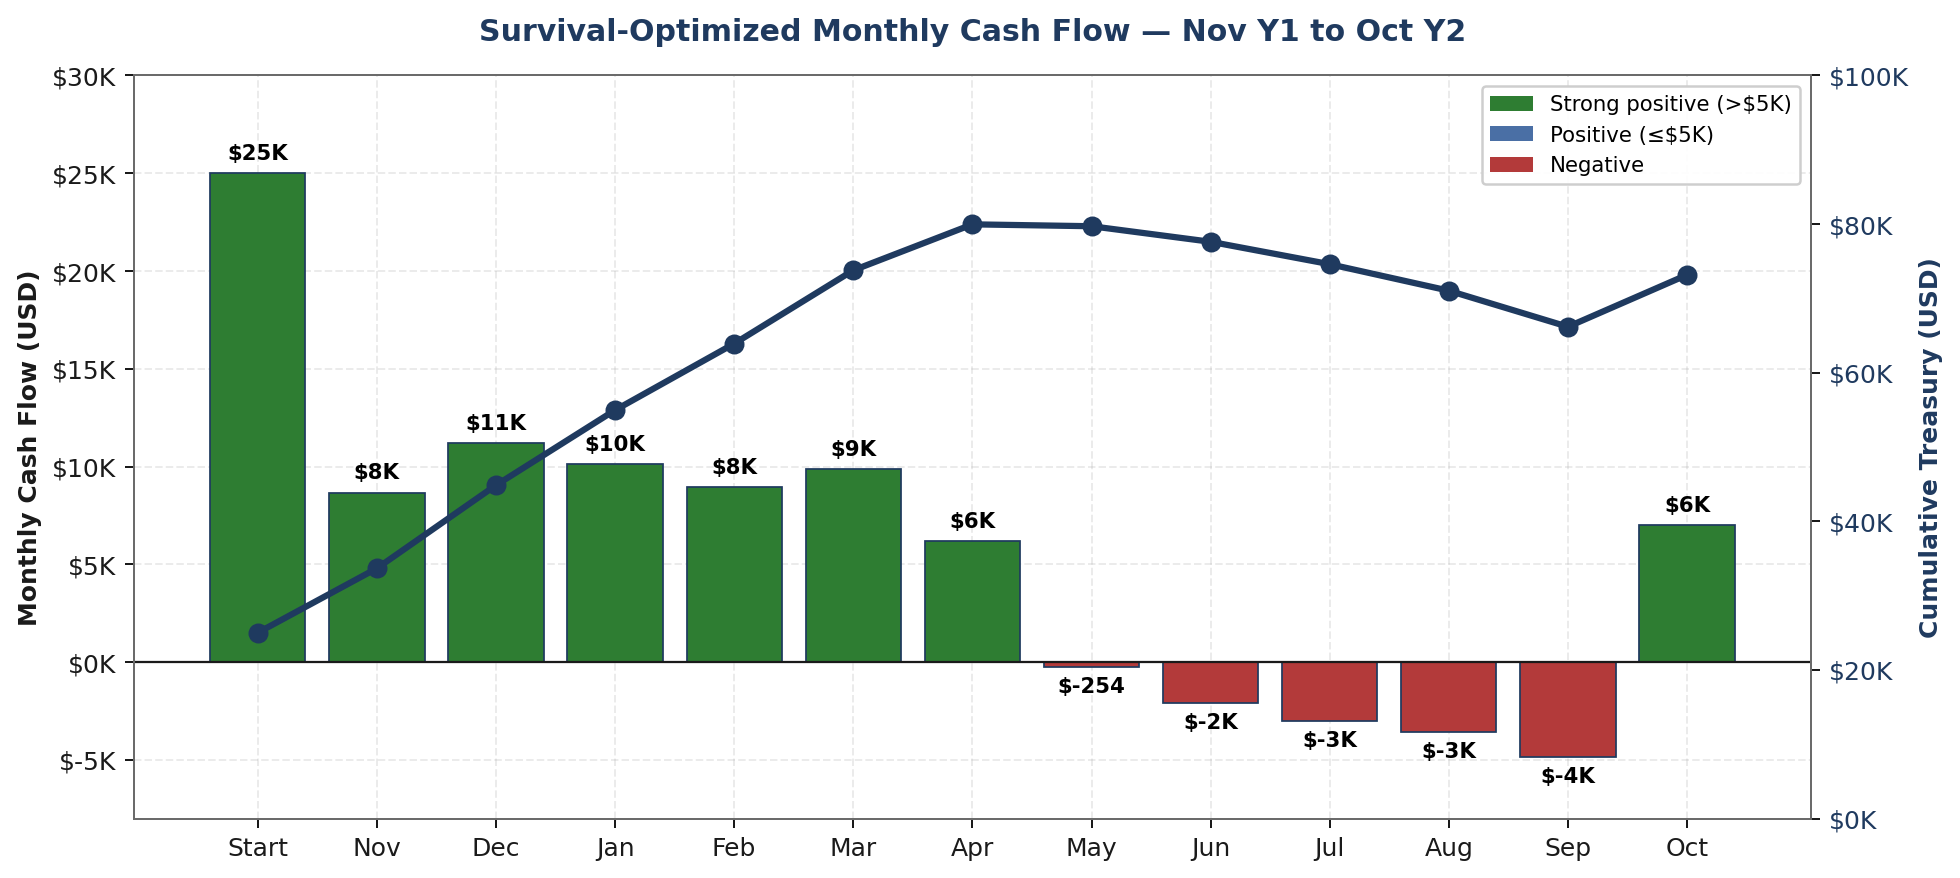 Survival-Optimized Monthly Cash Flow — Nov Y1 to Oct Y2
Monthly Cash Flow (USD)
$30K
$25K
$20K
$15K
$10K
$5K
$0K
$-5K
$25K
$8K
$11K
$10K
$8K
$9K
$6K
$-254
$-2K
$-3K
$-3K
$-4K
$6K
Strong positive (>$5K)
Positive (≤$5K)
Negative
$100K
$80K
$60K
$40K
$20K
$0K
Cumulative Treasury (USD)
Start Nov Dec Jan Feb Mar Apr May Jun Jul Aug Sep Oct